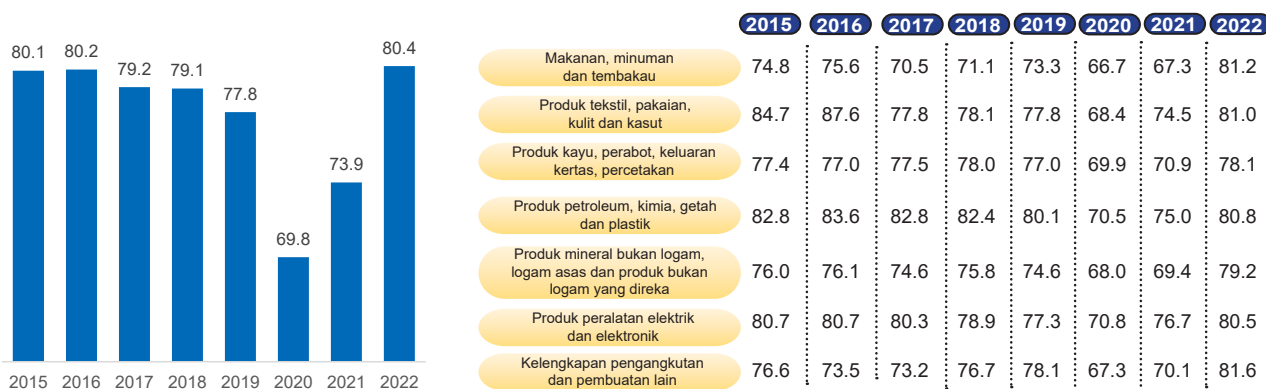 80.1
80.2
79.2
79.1
77.8
69.8
73.9
80.4
2015 2016 2017 2018 2019 2020 2021 2022
2015 2016 2017 2018 2019 2020 2021 2022
Makanan, minuman
dan tembakau
74.8 75.6 70.5 71.1 73.3 66.7 67.3 81.2
Produk tekstil, pakaian,
kulit dan kasut
84.7 87.6 77.8 78.1 77.8 68.4 74.5 81.0
Produk kayu, perabot, keluaran
kertas, percetakan
77.4 77.0 77.5 78.0 77.0 69.9 70.9 78.1
Produk petroleum, kimia, getah
dan plastik
82.8 83.6 82.8 82.4 80.1 70.5 75.0 80.8
Produk mineral bukan logam,
logam asas dan produk bukan
logam yang direka
76.0 76.1 74.6 75.8 74.6 68.0 69.4 79.2
Produk peralatan elektrik
dan elektronik
80.7 80.7 80.3 78.9 77.3 70.8 76.7 80.5
Kelengkapan pengangkutan
dan pembuatan lain
76.6 73.5 73.2 76.7 78.1 67.3 70.1 81.6